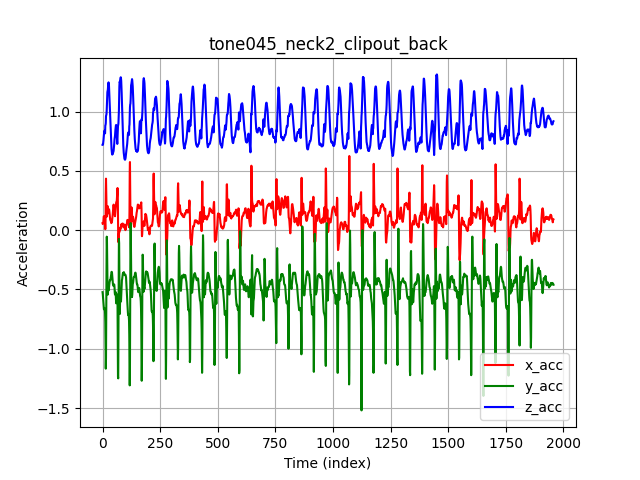 tone045_neck2_clipout_back
1.0
0.5
0.0
−0.5
−1.0
−1.5
Acceleration
0 250 500 750 1000 1250 1500 1750 2000
Time (index)
x_acc
y_acc
z_acc